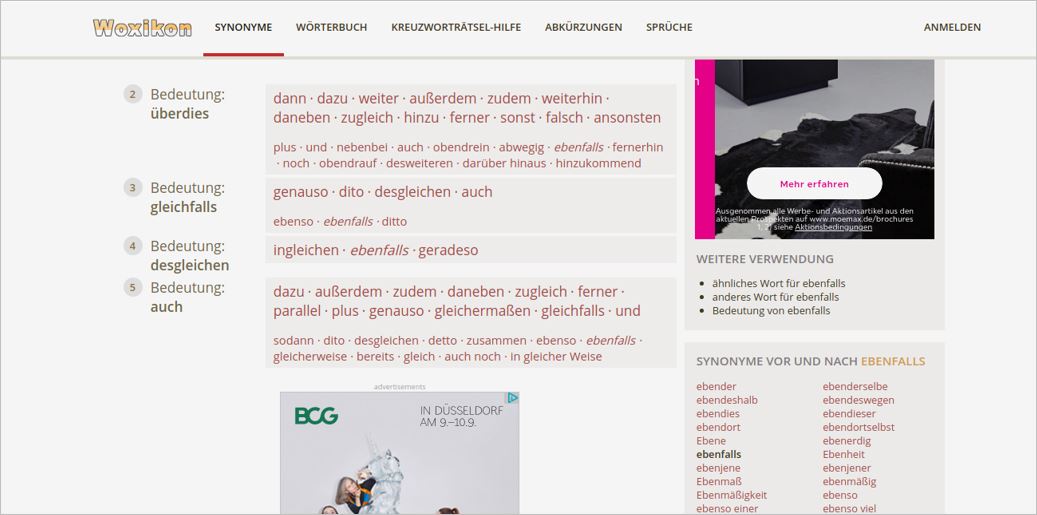 Woxikon SYNONYME WÖRTERBUCH KREUZWORTRÄTSEL-HILFE ABKÜRZUNGEN SPRÜCHE ANMELDEN
2 Bedeutung:
überdies
dann · dazu · weiter · außerdem · zudem · weiterhin ·
daneben · zugleich · hinzu · ferner · sonst · falsch · ansonsten
plus · und · nebenbei · auch · obendrein · abwegig · ebenfalls · fernerhin
· noch · obendrauf · desweiteren · darüber hinaus · hinzukommend
3 Bedeutung:
gleichfalls
genauso · dito · desgleichen · auch
ebenso · ebenfalls · ditto
4 Bedeutung:
desgleichen
ingleichen · ebenfalls · geradeso
5 Bedeutung:
auch
dazu · außerdem · zudem · daneben · zugleich · ferner ·
parallel · plus · genauso · gleichermaßen · gleichfalls · und
sodann · dito · desgleichen · detto · zusammen · ebenso · ebenfalls ·
gleicherweise · bereits · gleich · auch noch · in gleicher Weise
advertisements
BCG
IN DÜSSELDORF
AM 9.–10.9.
n
Mehr erfahren
Ausgenommen alle Werbe- und Aktionsartikel aus den
aktuellen Prospekten auf www.moemax.de/brochures
siehe Aktionsbedingungen
WEITERE VERWENDUNG
• ähnliches Wort für ebenfalls
• anderes Wort für ebenfalls
• Bedeutung von ebenfalls
SYNONYME VOR UND NACH EBENFALLS
ebender
ebendeshalb
ebendies
ebendort
Ebene
ebenfalls
ebenjene
Ebenmaß
Ebenmäßigkeit
ebenso einer
ebenderselbe
ebendeswegen
ebendieser
ebendortselbst
ebenerdig
Ebenheit
ebenjener
ebenmäßig
ebenso
ebenso viel